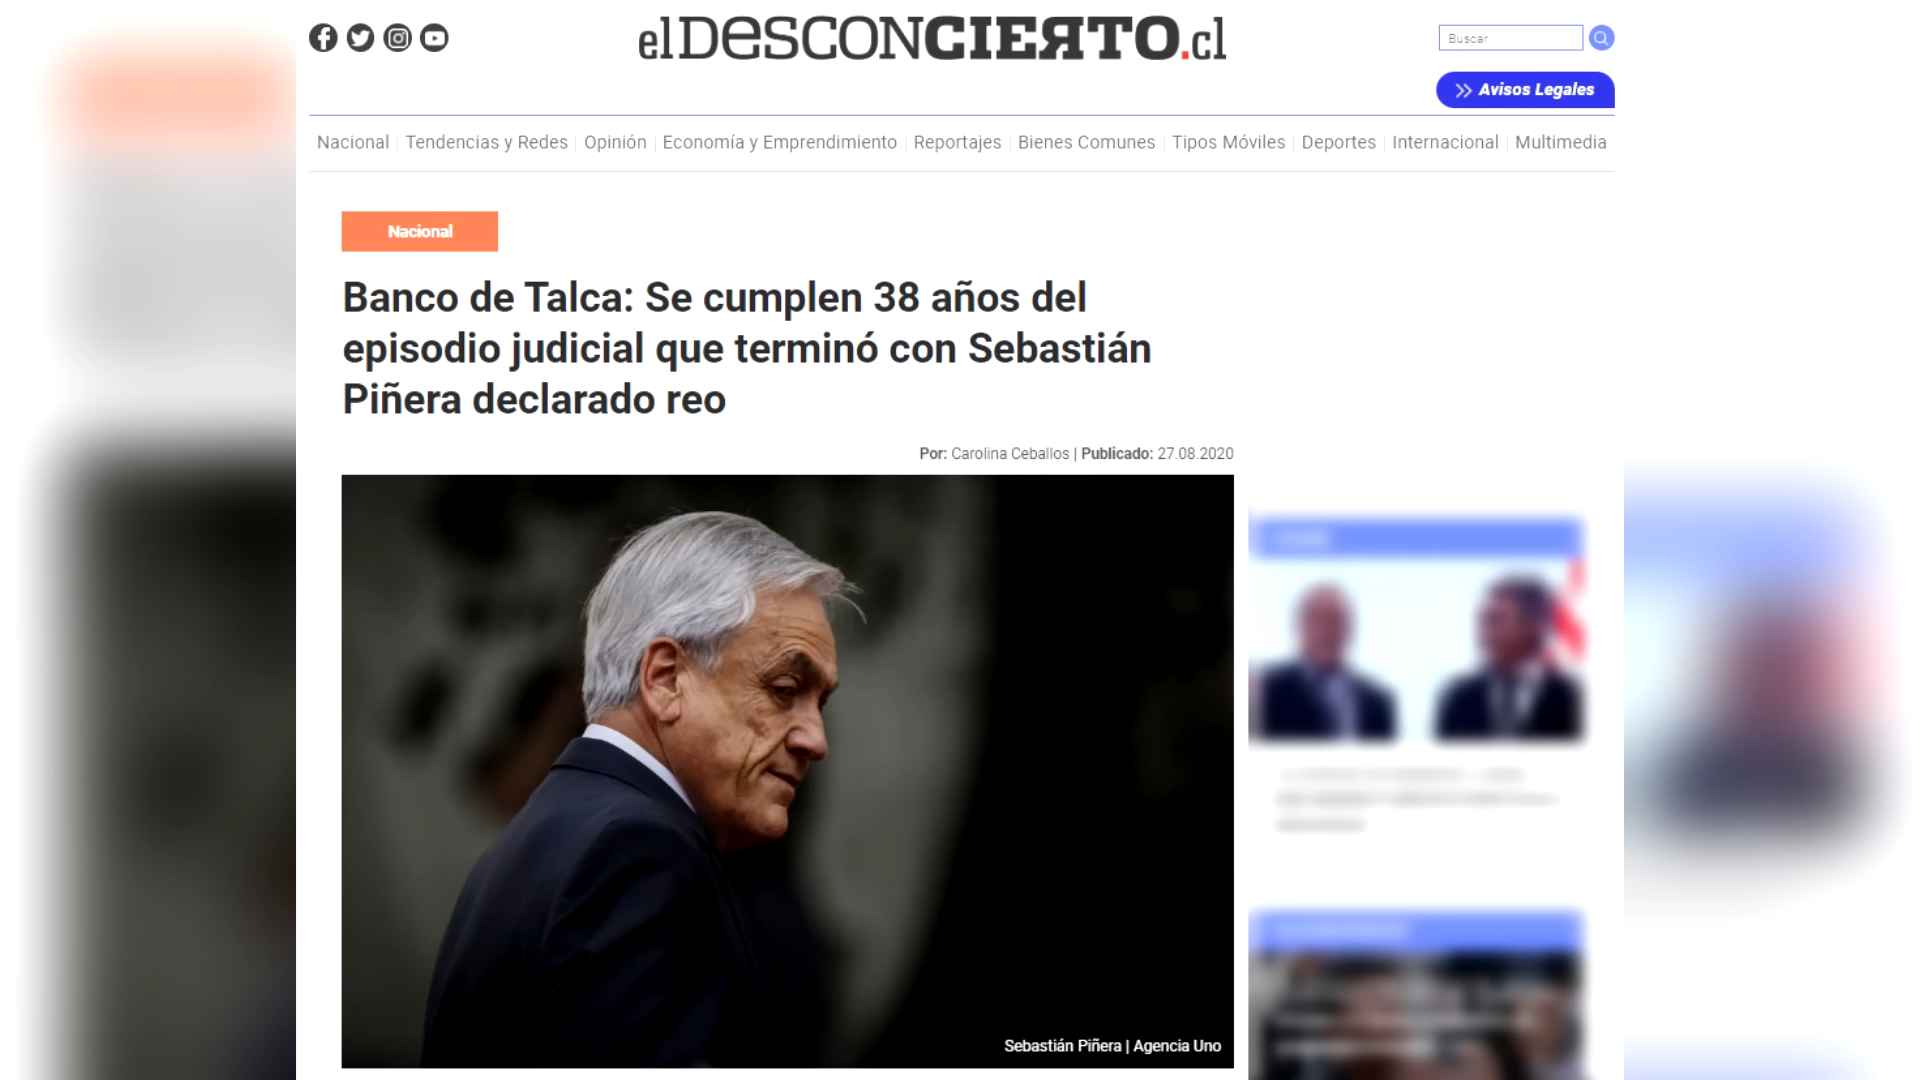 elDESCONCIERTO.cl
Buscar
Avisos Legales
Nacional
Tendencias y Redes
Opinión
Economía y Emprendimiento
Reportajes
Bienes Comunes
Tipos Móviles
Deportes
Internacional
Multimedia
Nacional
Banco de Talca: Se cumplen 38 años del
episodio judicial que terminó con Sebastián
Piñera declarado reo
Por: Carolina Ceballos | Publicado: 27.08.2020
Sebastián Piñera | Agencia Uno